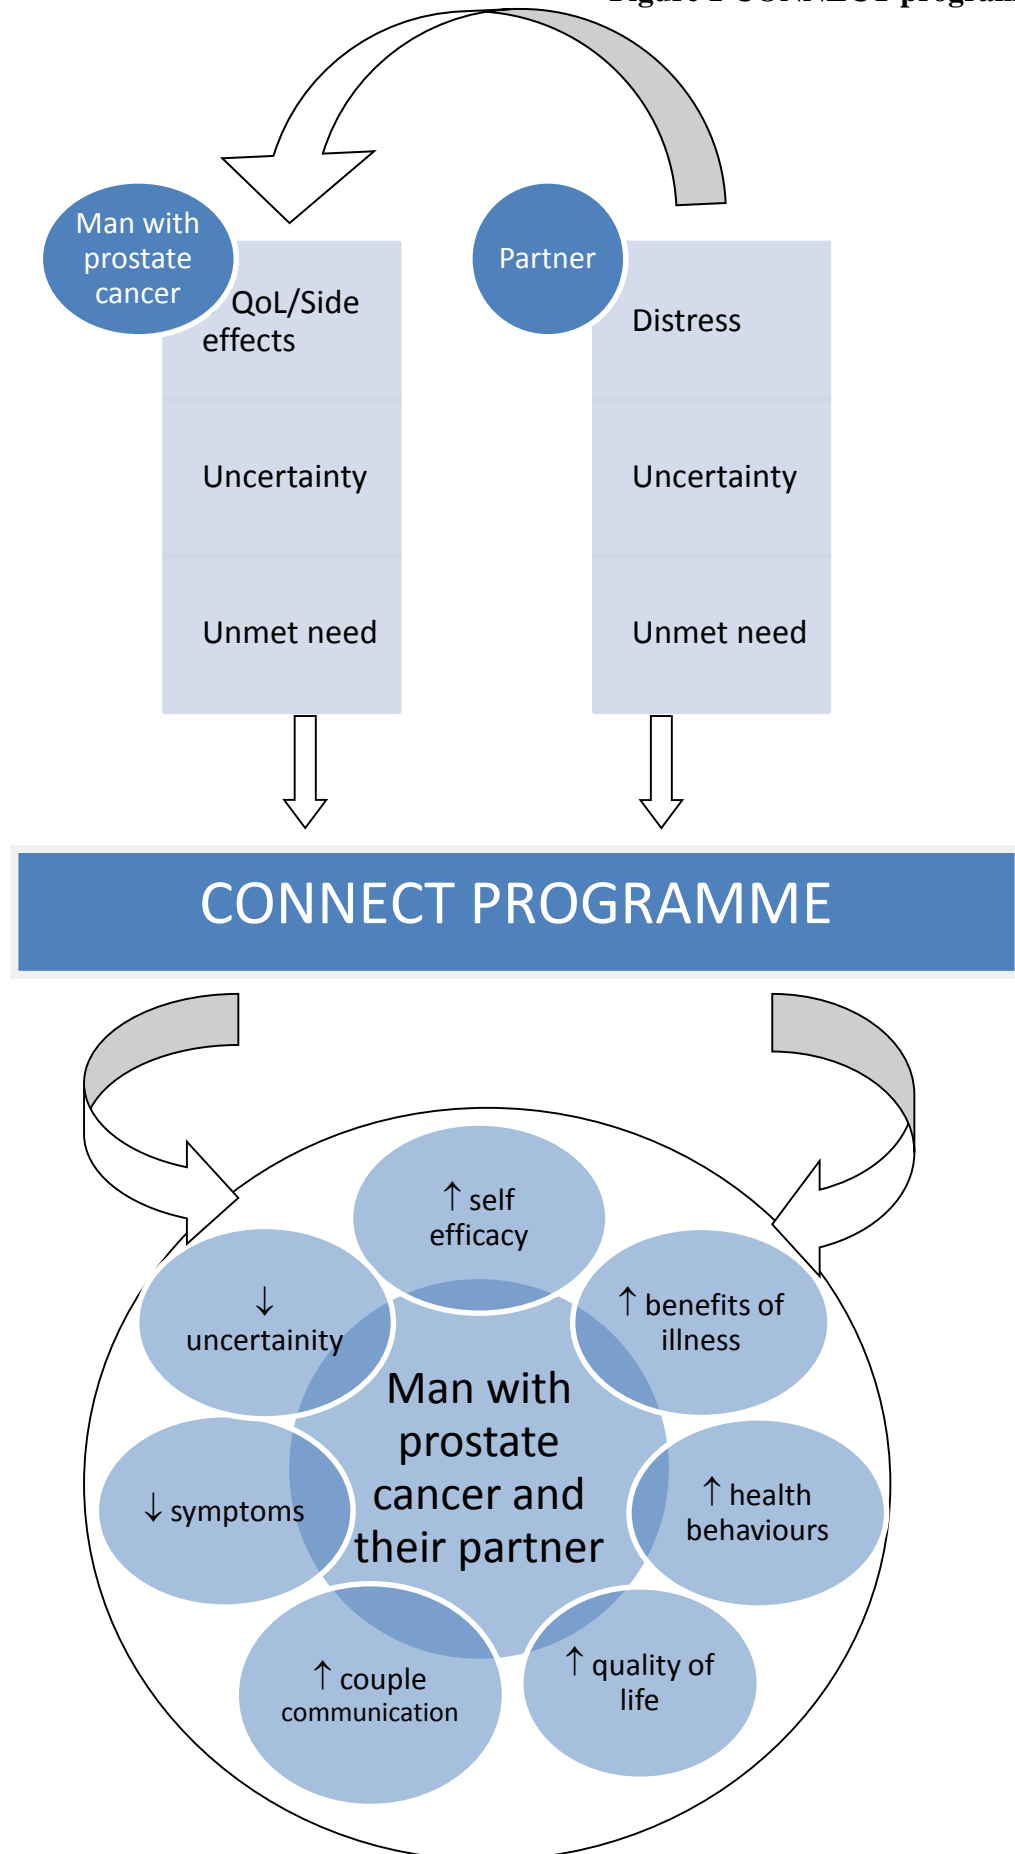 Man with
prostate
cancer
QoL/Side
effects
Uncertainty
Unmet need
Partner
Distress
Uncertainty
Unmet need
CONNECT PROGRAMME
↑ self
efficacy
↑ benefits of
illness
↑ health
behaviours
↑ quality of
life
↑ couple
communication
↓ symptoms
↓
uncertainity
Man with
prostate
cancer and
their partner